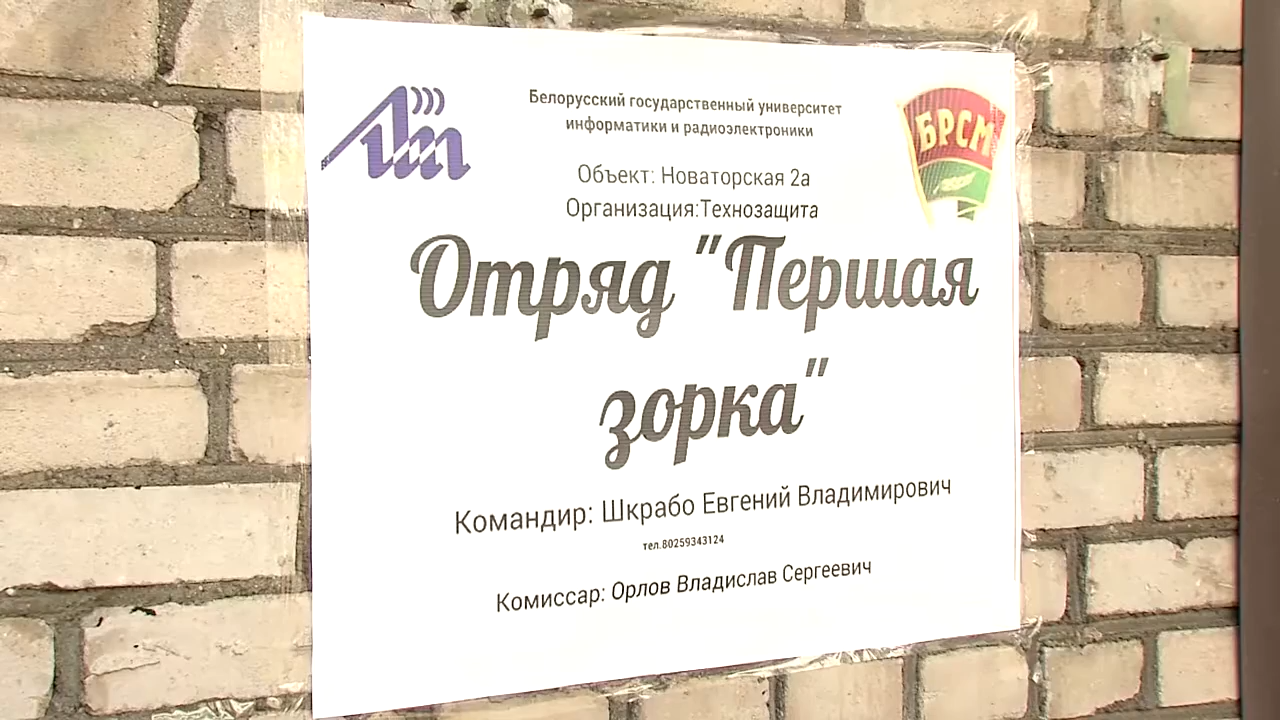 Белорусский государственный университет
информатики и радиоэлектроники
БРСМ
Объект: Новаторская 2а
Организация:Технозащита
Отряд "Першая
зорка"
Командир: Шкрабо Евгений Владимирович
тел.80259343124
Комиссар: Орлов Владислав Сергеевич